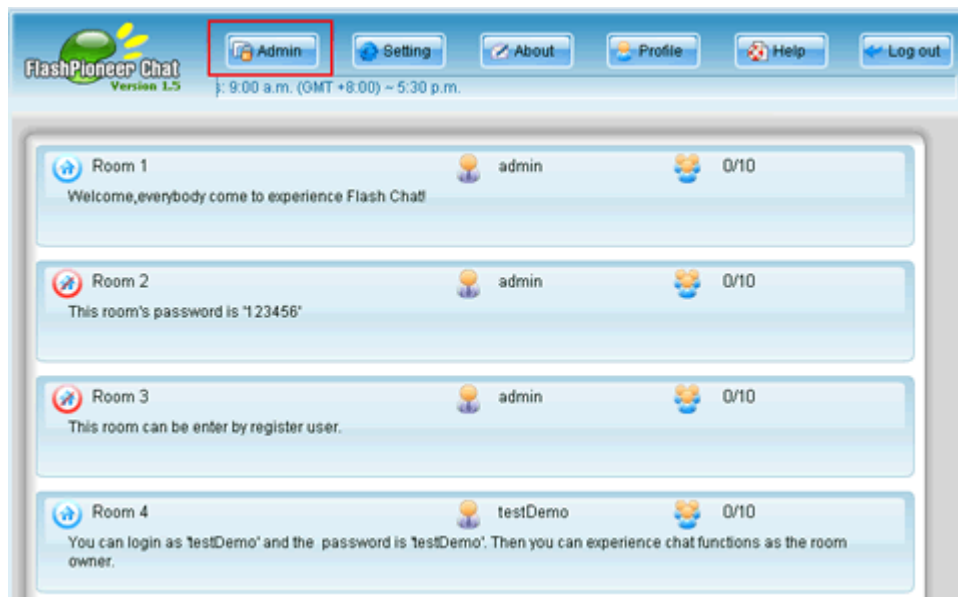 FlashPioneer Chat
Version 1.5
Admin Setting About Profile Help Log out
s: 9:00 a.m. (GMT +8:00) ~ 5:30 p.m.
Room 1 admin 0/10
Welcome,everybody come to experience Flash Chat!
Room 2 admin 0/10
This room's password is '123456'
Room 3 admin 0/10
This room can be enter by register user.
Room 4 testDemo 0/10
You can login as 'testDemo' and the password is 'testDemo'. Then you can experience chat functions as the room
owner.